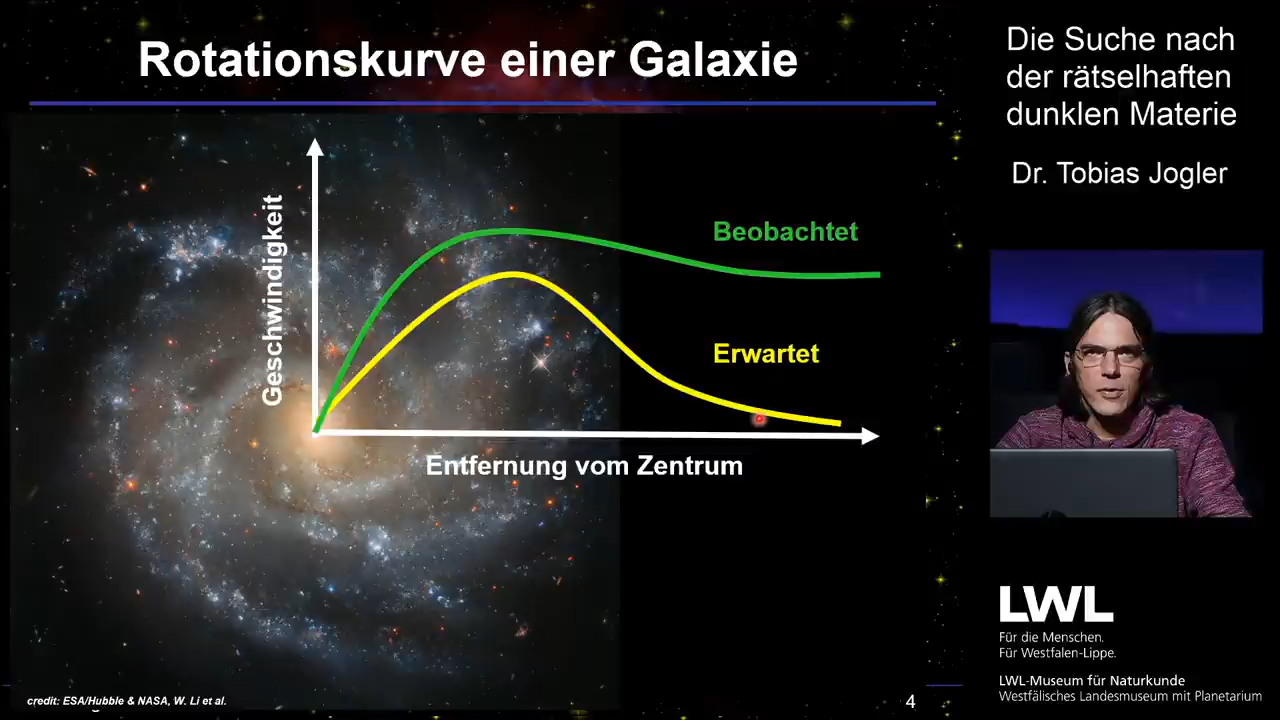 Rotationskurve einer Galaxie
Geschwindigkeit
Beobachtet
Erwartet
Entfernung vom Zentrum
credit: ESA/Hubble & NASA, W. Li et al.
4
Die Suche nach
der rätselhaften
dunklen Materie
Dr. Tobias Jogler
LWL
Für die Menschen.
Für Westfalen-Lippe.
LWL-Museum für Naturkunde
Westfälisches Landesmuseum mit Planetarium